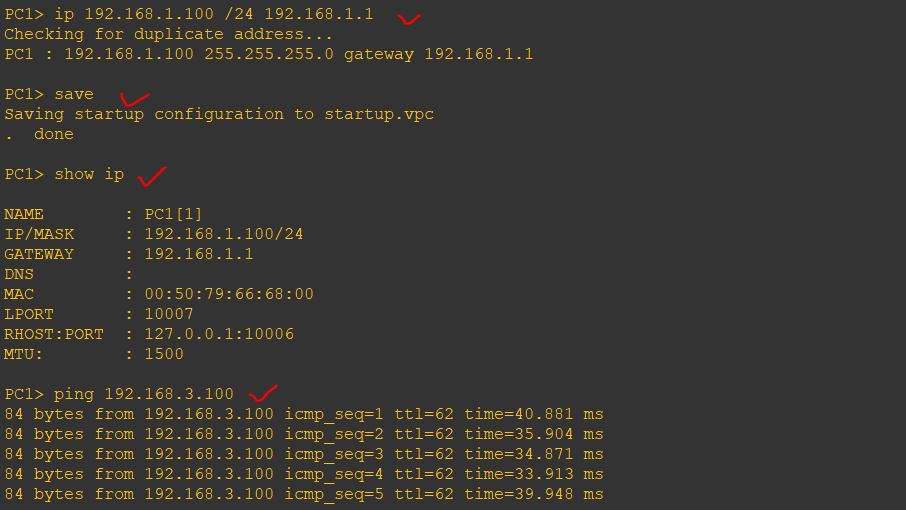 PC1> ip 192.168.1.100 /24 192.168.1.1
Checking for duplicate address...
PC1 : 192.168.1.100 255.255.255.0 gateway 192.168.1.1
PC1> save
Saving startup configuration to startup.vpc
.  done
PC1> show ip
NAME        : PC1[1]
IP/MASK     : 192.168.1.100/24
GATEWAY     : 192.168.1.1
DNS         :
MAC         : 00:50:79:66:68:00
LPORT       : 10007
RHOST:PORT  : 127.0.0.1:10006
MTU:        : 1500
PC1> ping 192.168.3.100
84 bytes from 192.168.3.100 icmp_seq=1 ttl=62 time=40.881 ms
84 bytes from 192.168.3.100 icmp_seq=2 ttl=62 time=35.904 ms
84 bytes from 192.168.3.100 icmp_seq=3 ttl=62 time=34.871 ms
84 bytes from 192.168.3.100 icmp_seq=4 ttl=62 time=33.913 ms
84 bytes from 192.168.3.100 icmp_seq=5 ttl=62 time=39.948 ms